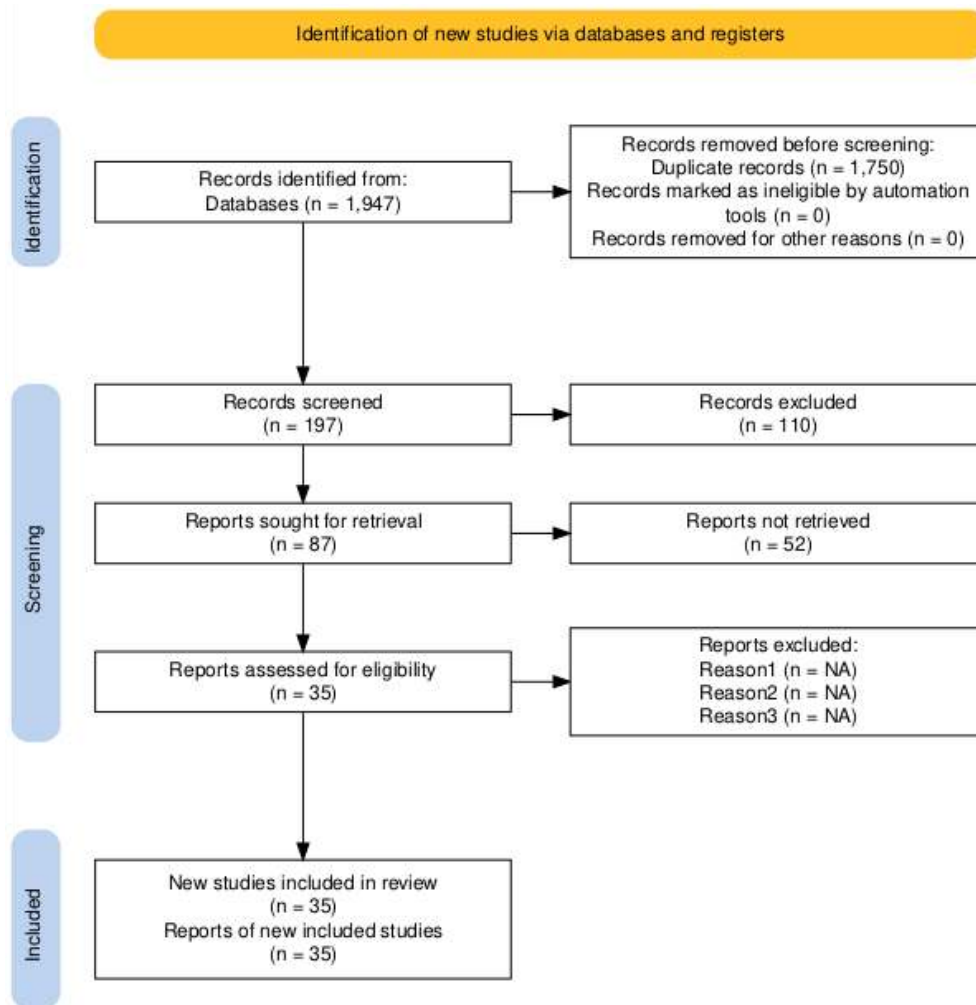 Identification of new studies via databases and registers
Identification
Records identified from:
Databases (n = 1,947)
Records removed before screening:
Duplicate records (n = 1,750)
Records marked as ineligible by automation
tools (n = 0)
Records removed for other reasons (n = 0)
Screening
Records screened
(n = 197)
Records excluded
(n = 110)
Reports sought for retrieval
(n = 87)
Reports not retrieved
(n = 52)
Reports assessed for eligibility
(n = 35)
Reports excluded:
Reason1 (n = NA)
Reason2 (n = NA)
Reason3 (n = NA)
Included
New studies included in review
(n = 35)
Reports of new included studies
(n = 35)